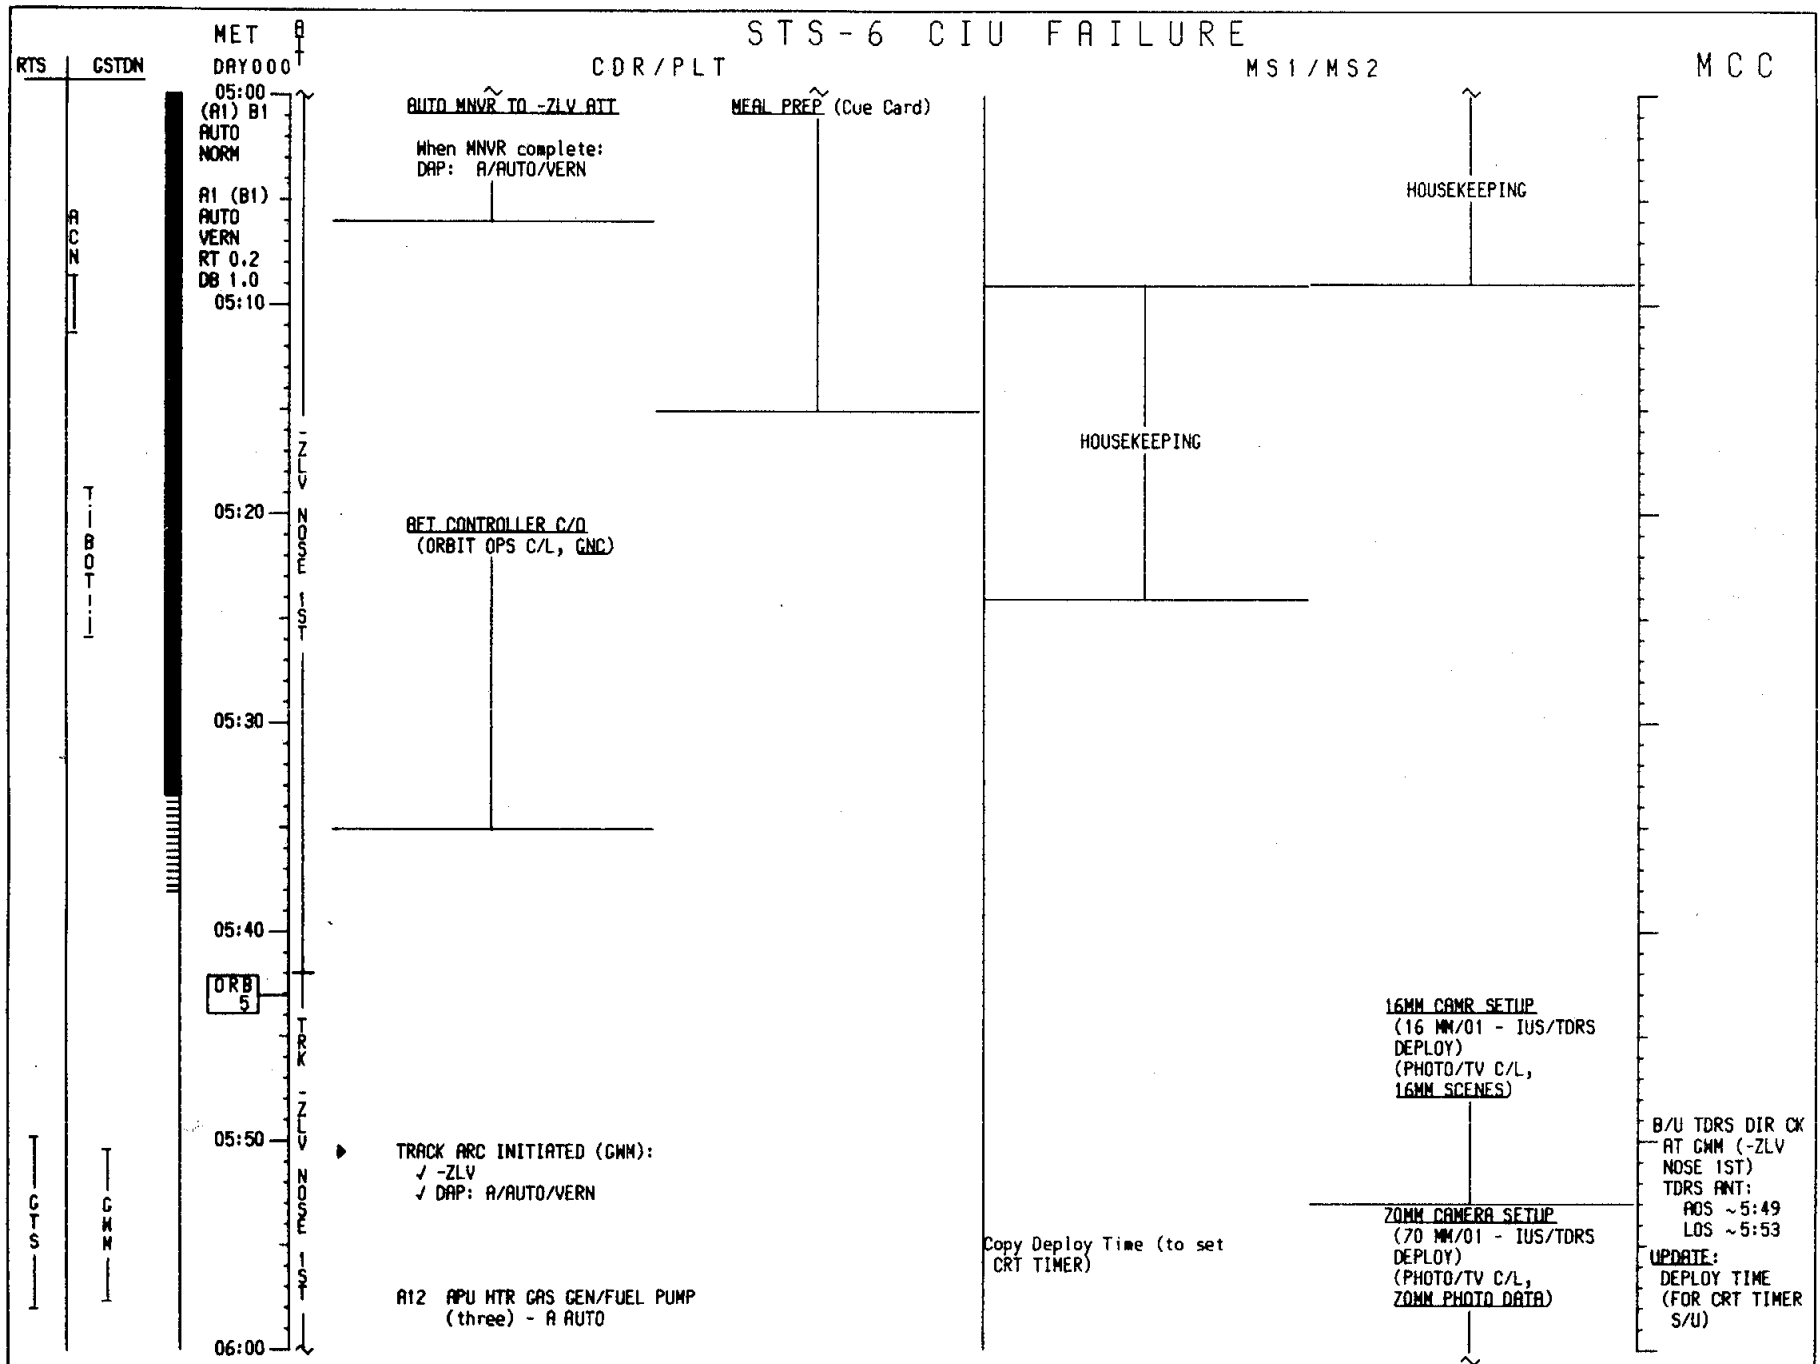 STS-6 CIU FAILURE
MET
ATT
RTS
GSTDN
DAY000
CDR/PLT
MS1/MS2
MCC
05:00
(A1) B1
AUTO
NORM
A1 (B1)
AUTO
VERN
RT 0.2
DB 1.0
05:10
05:20
05:30
05:40
ORB
5
05:50
06:00
ACN
BOT
GTS
GWM
-ZLV NOSE 1ST
TRK -ZLV NOSE 1ST
AUTO MNVR TO -ZLV ATT
When MNVR complete:
DAP: A/AUTO/VERN
AFT CONTROLLER C/O
(ORBIT OPS C/L, GNC)
TRACK ARC INITIATED (GWM):
√ -ZLV
√ DAP: A/AUTO/VERN
A12 APU HTR GAS GEN/FUEL PUMP
(three) - A AUTO
MEAL PREP (Cue Card)
HOUSEKEEPING
Copy Deploy Time (to set
CRT TIMER)
HOUSEKEEPING
16MM CAMR SETUP
(16 MM/01 - IUS/TDRS
DEPLOY)
(PHOTO/TV C/L,
16MM SCENES)
70MM CAMERA SETUP
(70 MM/01 - IUS/TDRS
DEPLOY)
(PHOTO/TV C/L,
70MM PHOTO DATA)
B/U TDRS DIR CK
AT GWM (-ZLV
NOSE 1ST)
TDRS ANT:
AOS ~5:49
LOS ~5:53
UPDATE:
DEPLOY TIME
(FOR CRT TIMER
S/U)